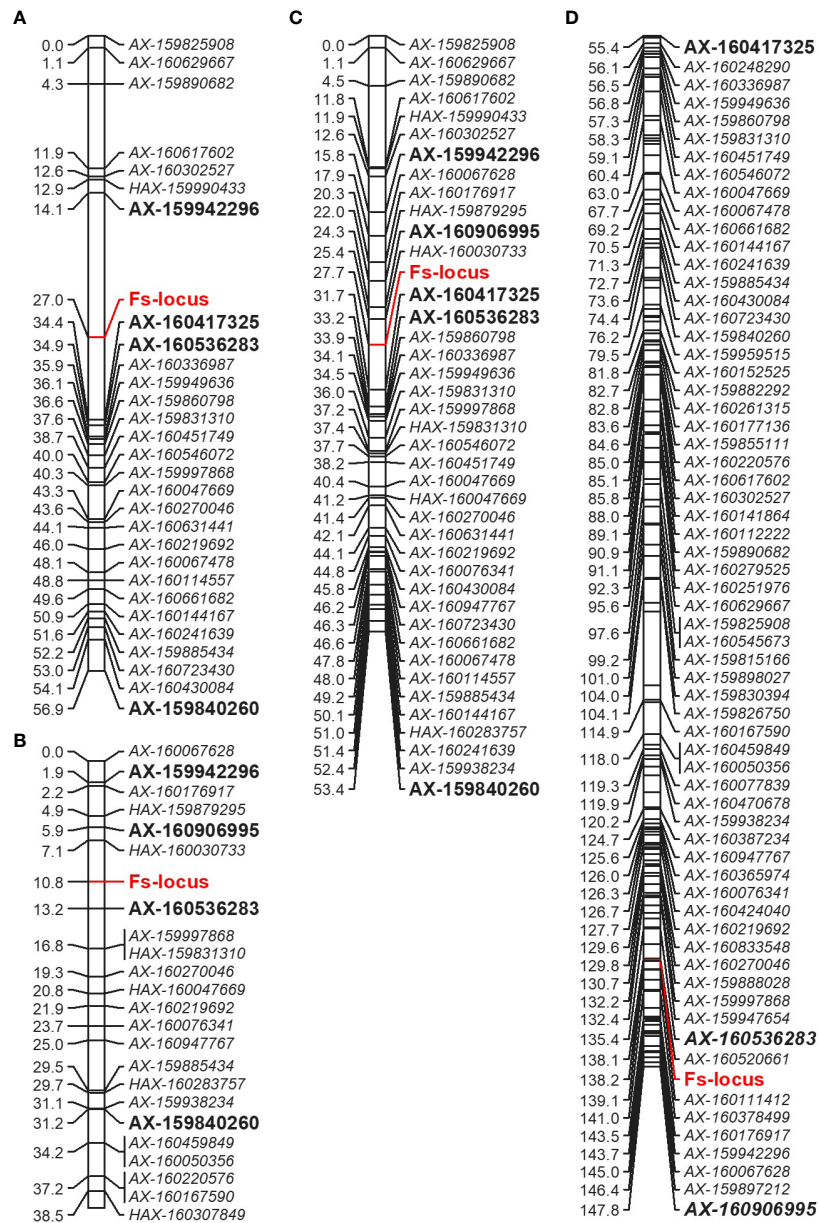 A
0.0 AX-159825908
1.1 AX-160629667
4.3 AX-159890682
11.9 AX-160617602
12.6 AX-160302527
12.9 HAX-159990433
14.1 AX-159942296
27.0 Fs-locus
34.4 AX-160417325
34.9 AX-160536283
35.9 AX-160336987
36.1 AX-159949636
36.6 AX-159860798
37.6 AX-159831310
38.7 AX-160451749
40.0 AX-160546072
40.3 AX-159997868
43.3 AX-160047669
43.6 AX-160270046
44.1 AX-160631441
46.0 AX-160219692
48.1 AX-160067478
48.8 AX-160114557
49.6 AX-160661682
50.9 AX-160144167
51.6 AX-160241639
52.2 AX-159885434
53.0 AX-160723430
54.1 AX-160430084
56.9 AX-159840260
B
0.0 AX-160067628
1.9 AX-159942296
2.2 AX-160176917
4.9 HAX-159879295
5.9 AX-160906995
7.1 HAX-160030733
10.8 Fs-locus
13.2 AX-160536283
16.8 AX-159997868
HAX-159831310
19.3 AX-160270046
20.8 HAX-160047669
21.9 AX-160219692
23.7 AX-160076341
25.0 AX-160947767
29.5 AX-159885434
29.7 HAX-160283757
31.1 AX-159938234
31.2 AX-159840260
34.2 AX-160459849
AX-160050356
37.2 AX-160220576
AX-160167590
38.5 HAX-160307849
C
0.0 AX-159825908
1.1 AX-160629667
4.5 AX-159890682
11.8 AX-160617602
11.9 HAX-159990433
12.6 AX-160302527
15.8 AX-159942296
17.9 AX-160067628
20.3 AX-160176917
22.0 HAX-159879295
24.3 AX-160906995
25.4 HAX-160030733
27.7 Fs-locus
31.7 AX-160417325
33.2 AX-160536283
33.9 AX-159860798
34.1 AX-160336987
34.5 AX-159949636
36.0 AX-159831310
37.2 AX-159997868
37.4 HAX-159831310
37.7 AX-160546072
38.2 AX-160451749
40.4 AX-160047669
41.2 HAX-160047669
41.4 AX-160270046
42.1 AX-160631441
44.1 AX-160219692
44.8 AX-160076341
45.8 AX-160430084
46.2 AX-160947767
46.3 AX-160723430
46.6 AX-160661682
47.8 AX-160067478
48.0 AX-160114557
49.2 AX-159885434
50.1 AX-160144167
51.0 HAX-160283757
51.4 AX-160241639
52.4 AX-159938234
53.4 AX-159840260
D
55.4 AX-160417325
56.1 AX-160248290
56.5 AX-160336987
56.8 AX-159949636
57.3 AX-159860798
58.3 AX-159831310
59.1 AX-160451749
60.4 AX-160546072
63.0 AX-160047669
67.7 AX-160067478
69.2 AX-160661682
70.5 AX-160144167
71.3 AX-160241639
72.7 AX-159885434
73.6 AX-160430084
74.4 AX-160723430
76.2 AX-159840260
79.5 AX-159959515
81.8 AX-160152525
82.7 AX-159882292
82.8 AX-160261315
83.6 AX-160177136
84.6 AX-159855111
85.0 AX-160220576
85.1 AX-160617602
85.8 AX-160302527
88.0 AX-160141864
89.1 AX-160112222
90.9 AX-159890682
91.1 AX-160279525
92.3 AX-160251976
95.6 AX-160629667
97.6 AX-159825908
AX-160545673
99.2 AX-159815166
101.0 AX-159898027
104.0 AX-159830394
104.1 AX-159826750
114.9 AX-160167590
118.0 AX-160459849
AX-160050356
119.3 AX-160077839
119.9 AX-160470678
120.2 AX-159938234
124.7 AX-160387234
125.6 AX-160947767
126.0 AX-160365974
126.3 AX-160076341
126.7 AX-160424040
127.7 AX-160219692
129.6 AX-160833548
129.8 AX-160270046
130.7 AX-159888028
132.2 AX-159997868
132.4 AX-159947654
135.4 AX-160536283
138.1 AX-160520661
138.2 Fs-locus
139.1 AX-160111412
141.0 AX-160378499
143.5 AX-160176917
143.7 AX-159942296
145.0 AX-160067628
146.4 AX-159897212
147.8 AX-160906995